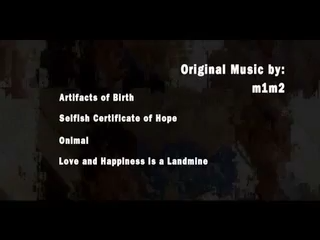 Original Music by:
m1m2
Artifacts of Birth
Selfish Certificate of Hope
Onimal
Love and Happiness is a Landmine